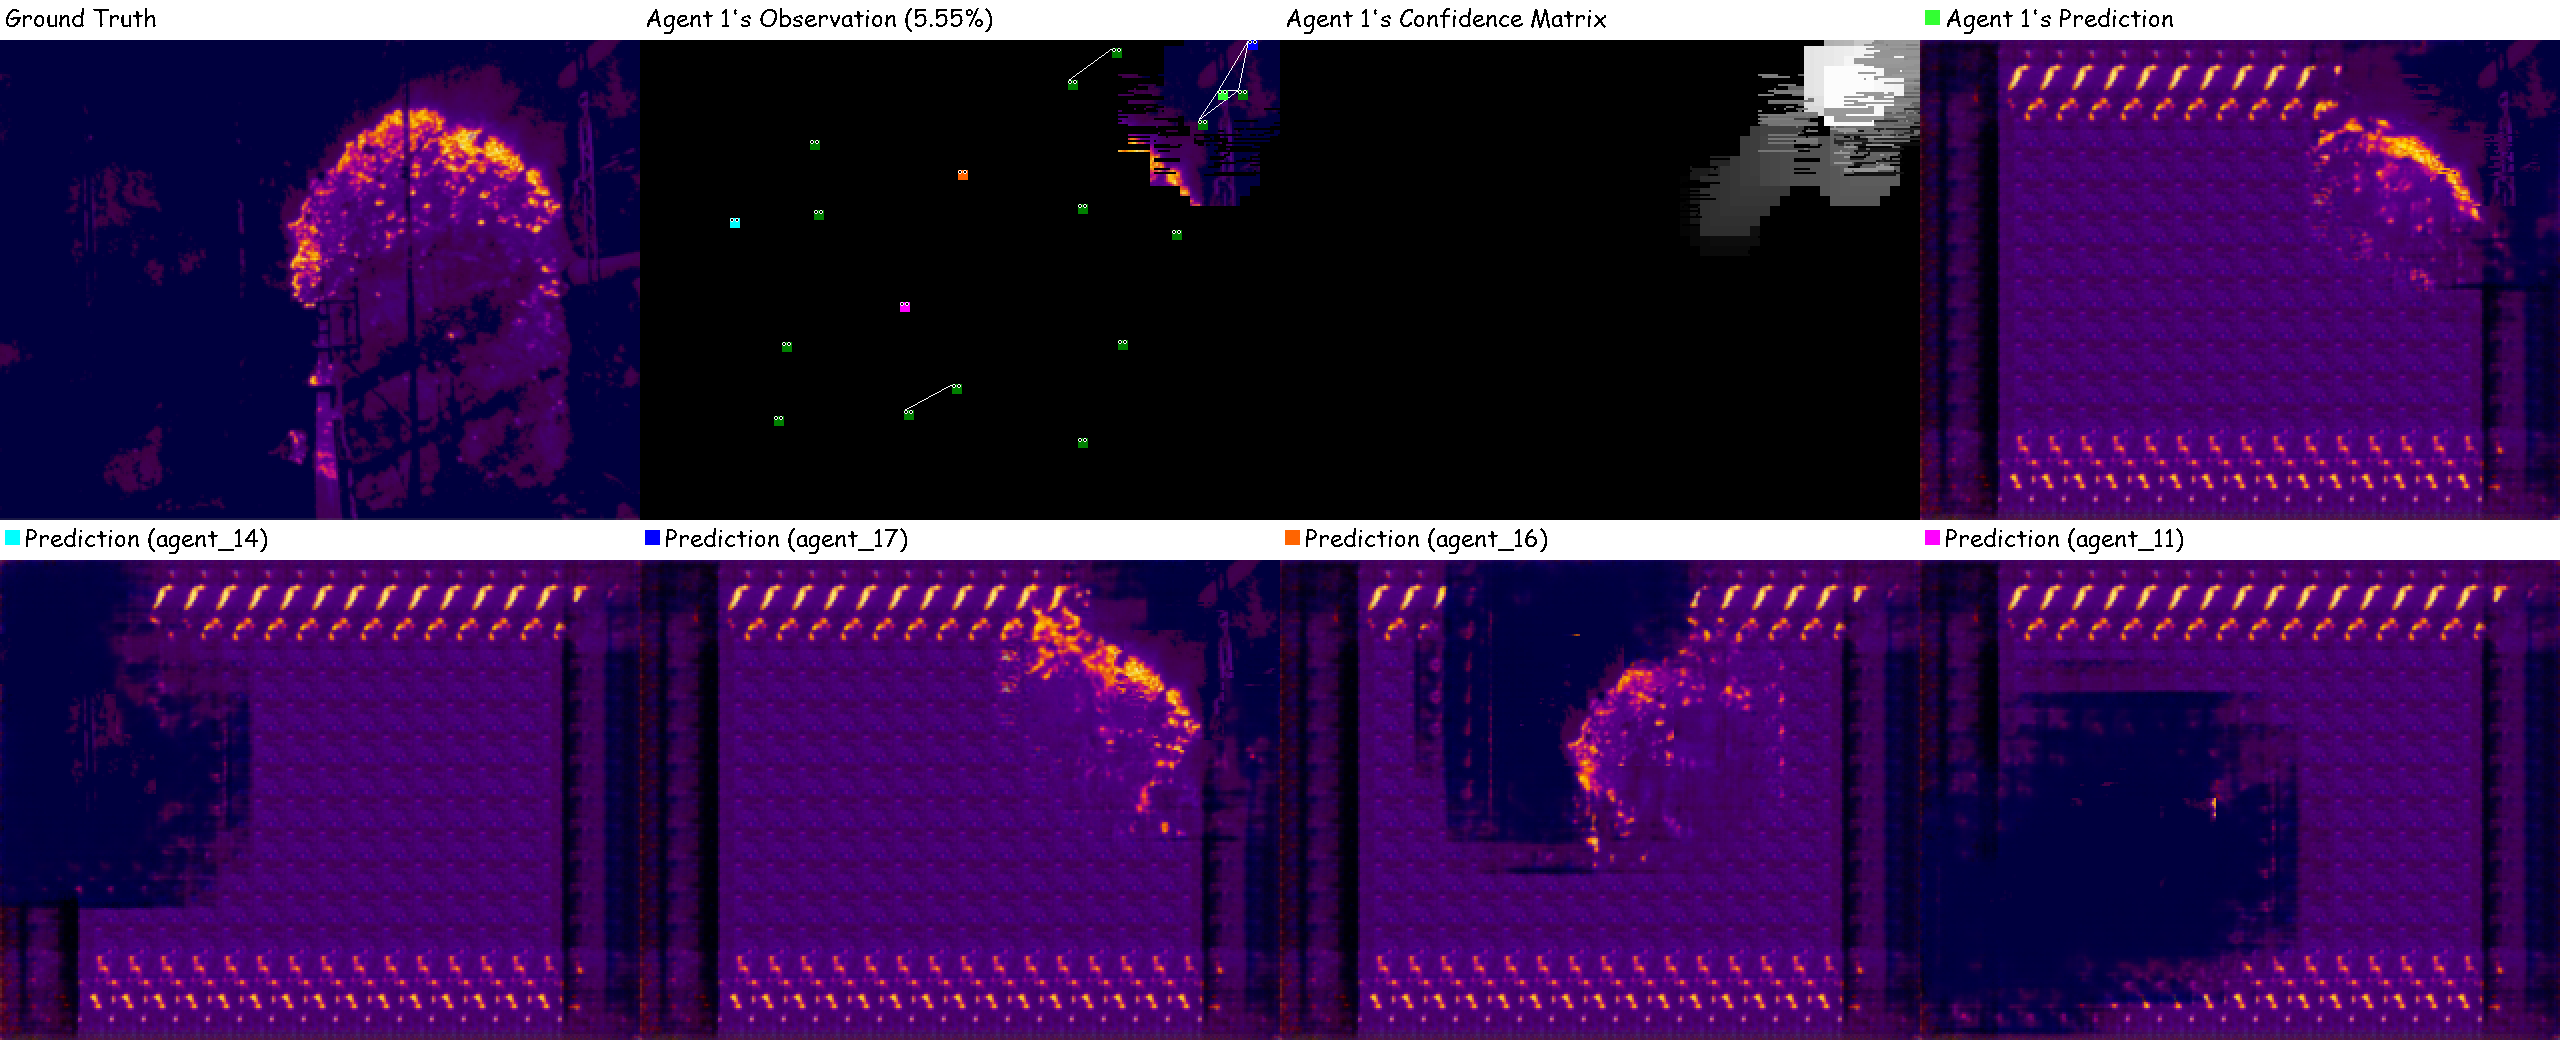 Ground Truth
Agent 1's Observation (5.55%)
Agent 1's Confidence Matrix
Agent 1's Prediction
Prediction (agent_14)
Prediction (agent_17)
Prediction (agent_16)
Prediction (agent_11)